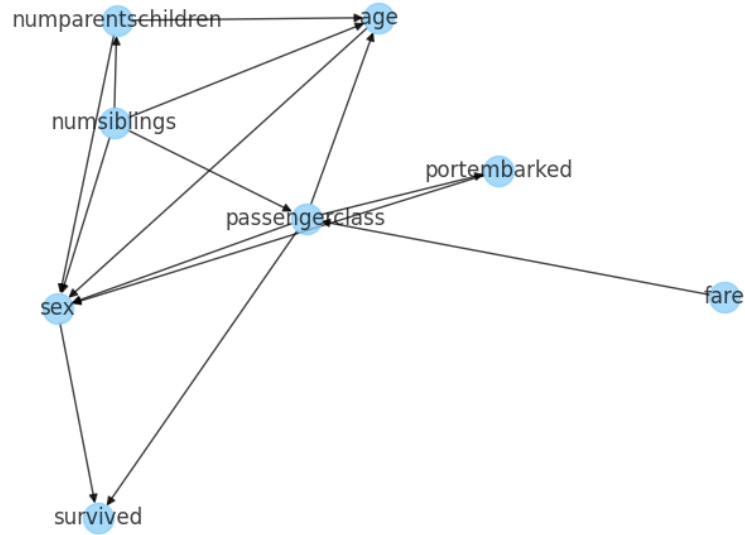 numparentschildren
age
numsiblings
portembarked
passengerclass
fare
sex
survived